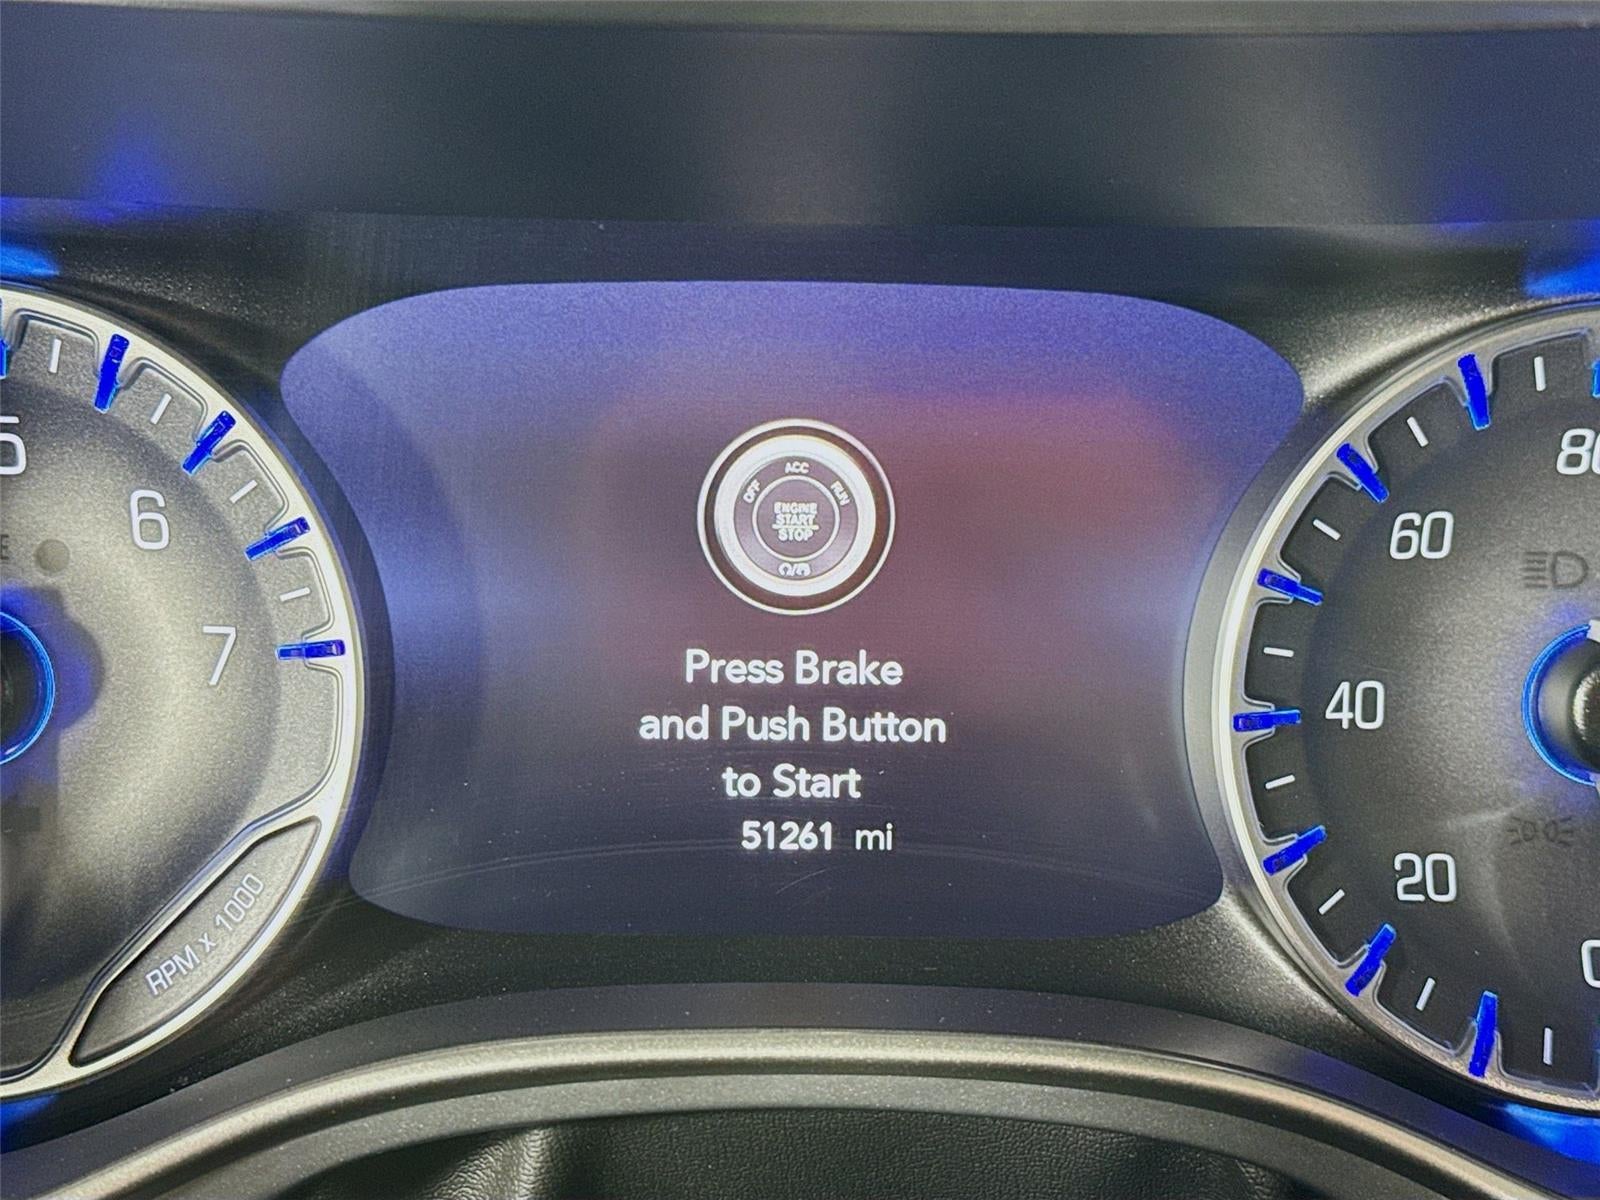 ACC
OFF
RUN
ENGINE
START
STOP
Press Brake
and Push Button
to Start
51261 mi
5
6
7
RPM x 1000
80
60
40
20
0